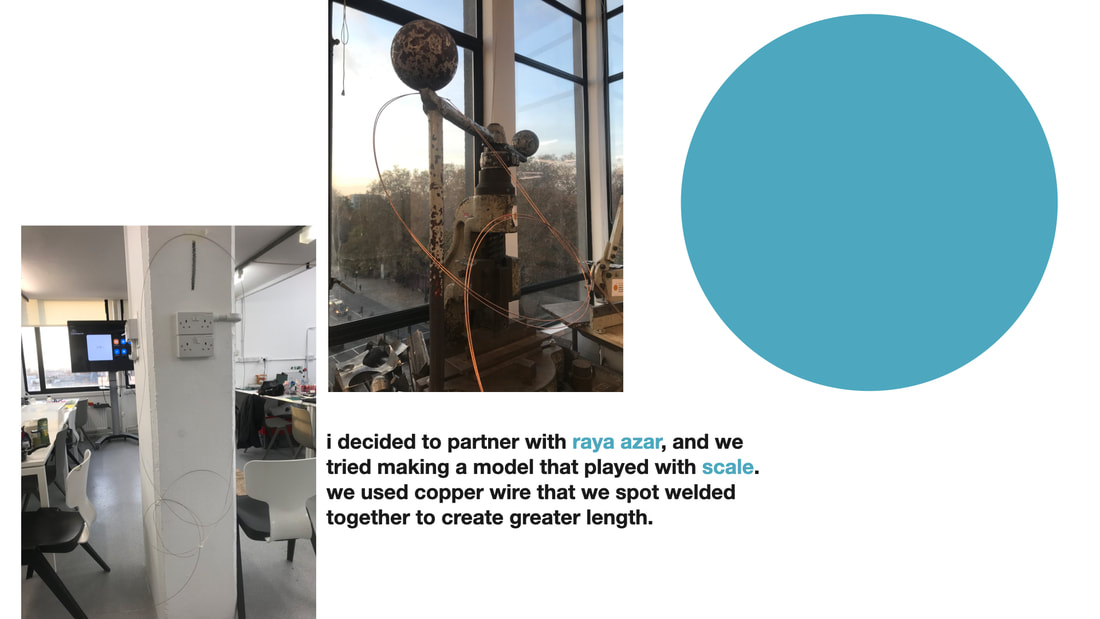 i decided to partner with raya azar, and we
tried making a model that played with scale.
we used copper wire that we spot welded
together to create greater length.